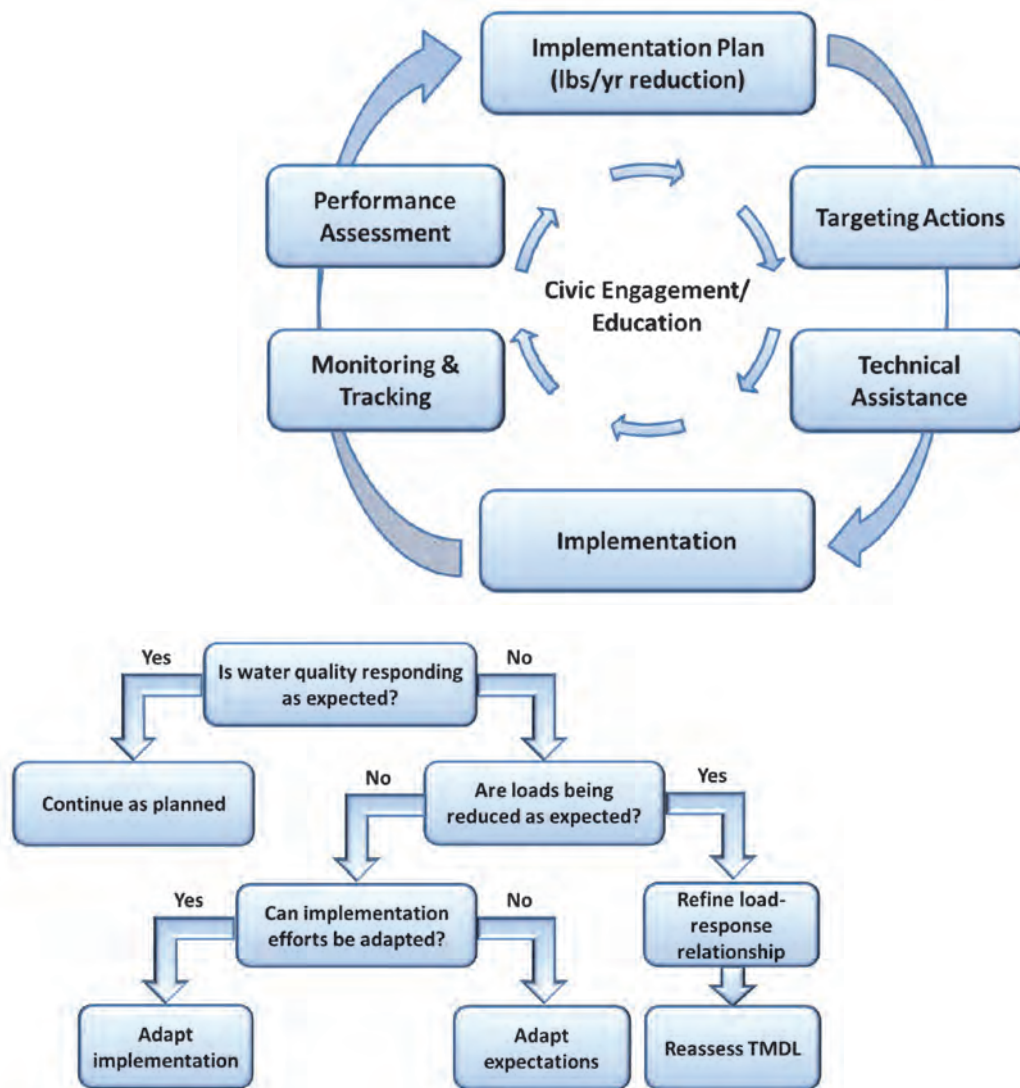 Implementation Plan
(lbs/yr reduction)
Performance
Assessment
Targeting Actions
Civic Engagement/
Education
Monitoring &
Tracking
Technical
Assistance
Implementation
Yes
Is water quality responding
as expected?
No
Continue as planned
No
Are loads being
reduced as expected?
Yes
Yes
Can implementation
efforts be adapted?
No
Refine load-
response
relationship
Adapt
implementation
Adapt
expectations
Reassess TMDL